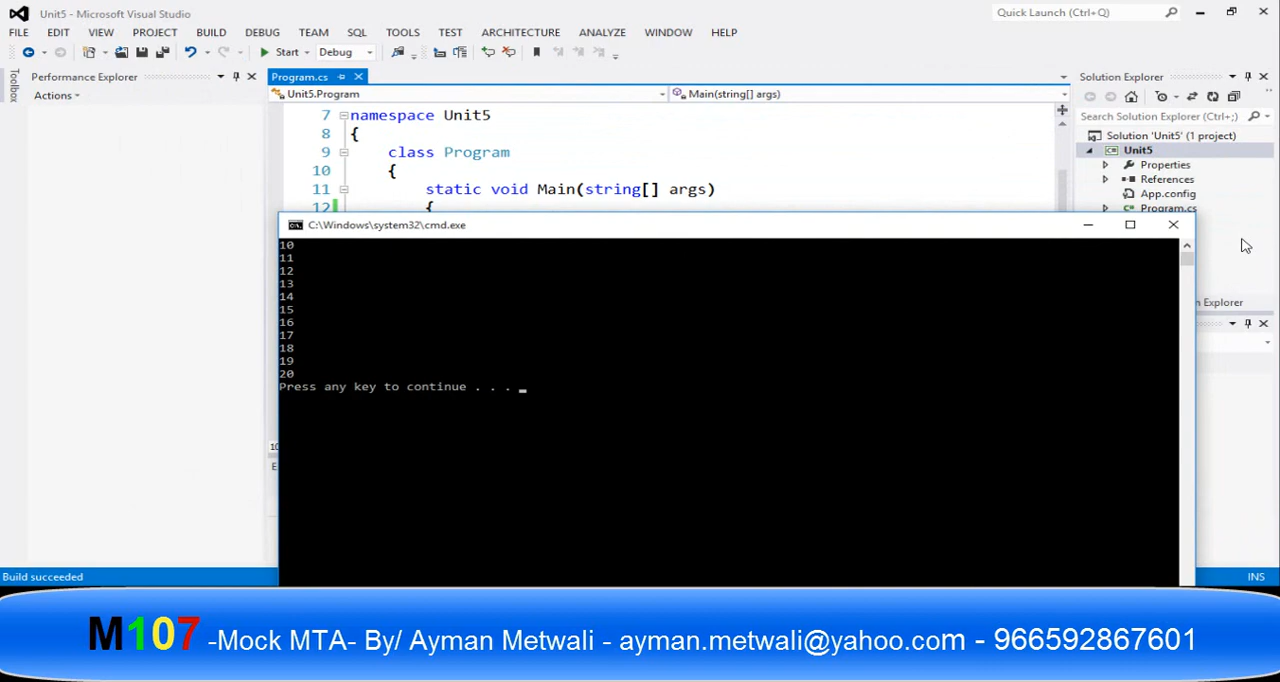 Unit5 - Microsoft Visual Studio
Quick Launch (Ctrl+Q)
FILE EDIT VIEW PROJECT BUILD DEBUG TEAM SQL TOOLS TEST ARCHITECTURE ANALYZE WINDOW HELP
Start Debug
Toolbox
Performance Explorer
Actions
Program.cs
Unit5.Program
Main(string[] args)
7 namespace Unit5
8 {
9 class Program
10 {
11 static void Main(string[] args)
12 {
Solution Explorer
Search Solution Explorer (Ctrl+;)
Solution 'Unit5' (1 project)
C# Unit5
Properties
References
App.config
Program.cs
C:\Windows\system32\cmd.exe
10
11
12
13
14
15
16
17
18
19
20
Press any key to continue . . . _
Explorer
Build succeeded
INS
M107 -Mock MTA- By/ Ayman Metwali - ayman.metwali@yahoo.com - 966592867601